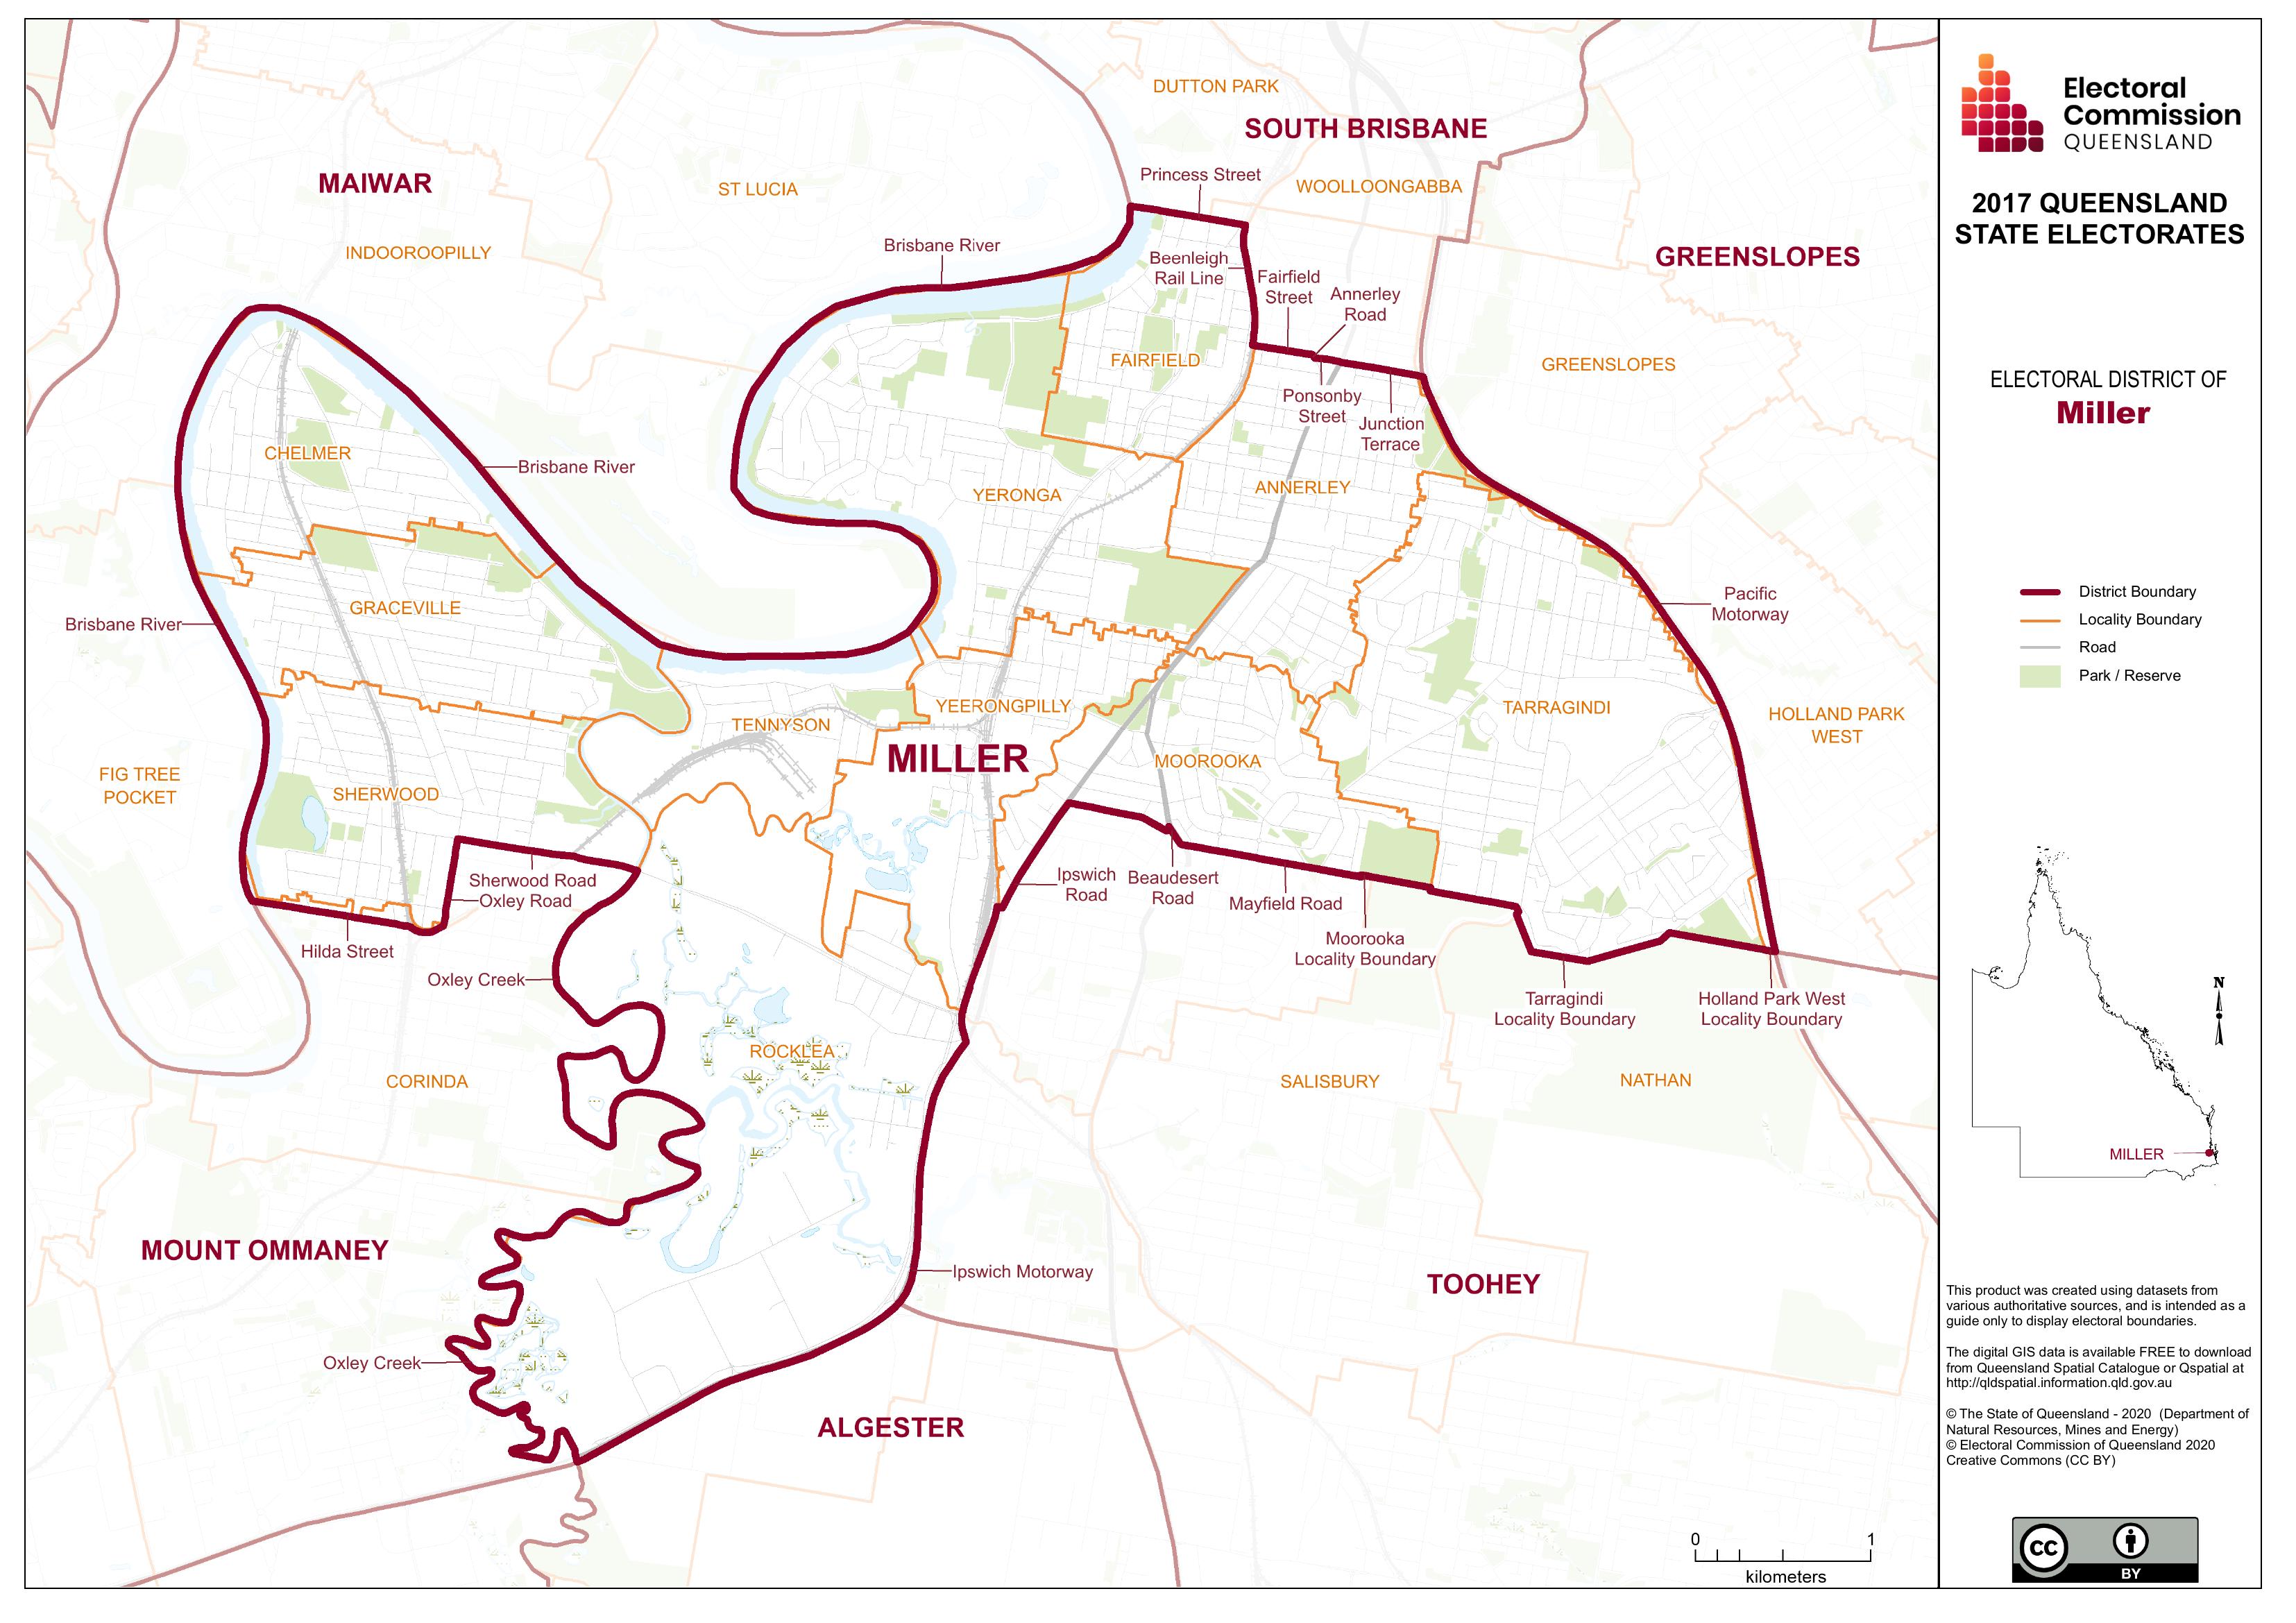 DUTTON PARK
SOUTH BRISBANE
MAIWAR
Princess Street
ST LUCIA
WOOLLOONGABBA
INDOOROOPILLY
Brisbane River
Beenleigh
Rail Line
GREENSLOPES
Fairfield
Street
Annerley
Road
FAIRFIELD
GREENSLOPES
Ponsonby
Street
Junction
Terrace
CHELMER
Brisbane River
YERONGA
ANNERLEY
GRACEVILLE
Brisbane River
Pacific
Motorway
TENNYSON
YEERONGPILLY
TARRAGINDI
HOLLAND PARK
WEST
MILLER
MOOROOKA
FIG TREE
POCKET
SHERWOOD
Sherwood Road
Oxley Road
Ipswich
Road
Beaudesert
Road
Mayfield Road
Hilda Street
Moorooka
Locality Boundary
Oxley Creek
Tarragindi
Locality Boundary
Holland Park West
Locality Boundary
ROCKLEA
CORINDA
SALISBURY
NATHAN
MOUNT OMMANEY
Ipswich Motorway
TOOHEY
Oxley Creek
ALGESTER
0 1
kilometers
Electoral
Commission
QUEENSLAND
2017 QUEENSLAND
STATE ELECTORATES
ELECTORAL DISTRICT OF
Miller
District Boundary
Locality Boundary
Road
Park / Reserve
N
MILLER
This product was created using datasets from
various authoritative sources, and is intended as a
guide only to display electoral boundaries.
The digital GIS data is available FREE to download
from Queensland Spatial Catalogue or Qspatial at
http://qldspatial.information.qld.gov.au
© The State of Queensland - 2020 (Department of
Natural Resources, Mines and Energy)
© Electoral Commission of Queensland 2020
Creative Commons (CC BY)
cc
BY